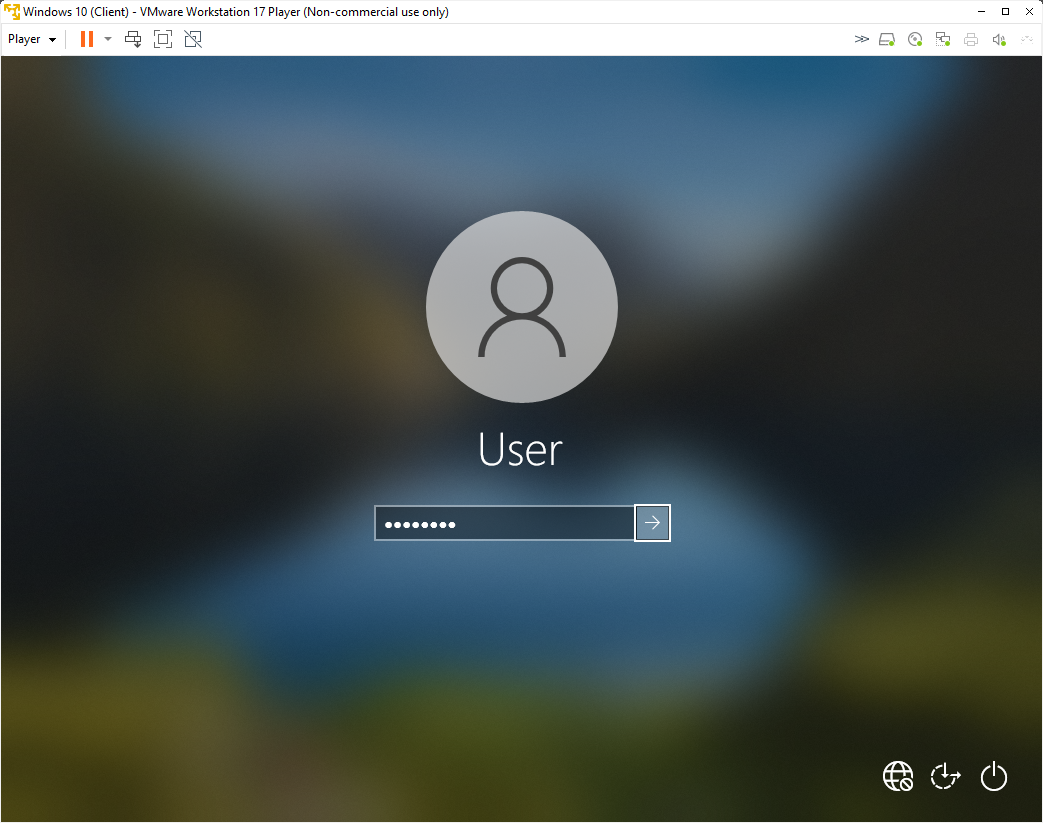 Windows 10 (Client) - VMware Workstation 17 Player (Non-commercial use only)
Player
User